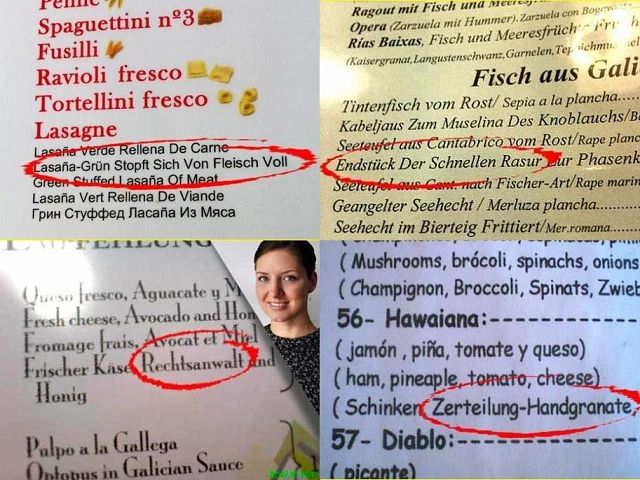 Penne
Spaguettini nº3
Fusilli
Ravioli fresco
Tortellini fresco
Lasagne
Lasaña Verde Rellena De Carne
Lasaña-Grün Stopft Sich Von Fleisch Voll
Green Stuffed Lasaña Of Meat
Lasaña Vert Rellena De Viande
Грин Стуффед Ласаña Из Мяса
Ragout mit Fisch und Meeresfrü
Opera (Zarzuela mit Hummer). Zarzuela con
Rías Baixas, Fisch und Meeresfrüchte
(Kaisergranat, Langustenschwanz, Garnelen,
Fisch aus Gali
Tintenfisch vom Rost/ Sepia a la plancha......
Kabeljaus Zum Muselina Des Knoblauchs/B
Seeteufel aus Cantabrico vom Rost/Rape plancha
Endstück Der Schnellen Rasur Zur Phasenk
Seeteufel aus Cant. nach Fischer-Art/Rape marin
Geangelter Seehecht / Merluza plancha......
Seehecht im Bierteig Frittiert/Mer.romana......
Queso fresco, Aguacate y M
Fresh cheese, Avocado and Hon
Fromage frais, Avocat et Miel
Frischer Käse, Rechtsanwalt und
Honig
Pulpo a la Gallega
Octopus in Galician Sauce
( Mushrooms, brócoli, spinachs, onions
( Champignon, Broccoli, Spinats, Zwieb
56- Hawaiana:------------
( jamón , piña, tomate y queso)
( ham, pineaple, tomato, cheese)
( Schinken, Zerteilung-Handgranate,
57- Diablo:------------
( picante)